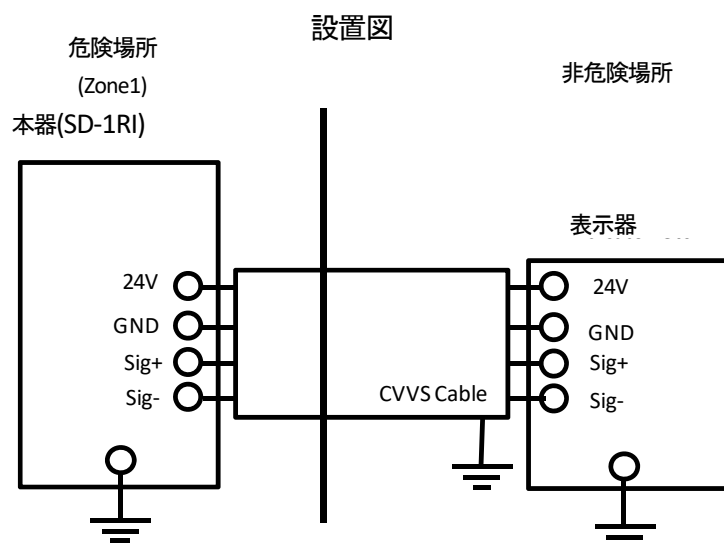 設置図
危険場所
(Zone1)
本器(SD-1RI)
非危険場所
表示器
24V
GND
Sig+
Sig-
CVVS Cable
24V
GND
Sig+
Sig-